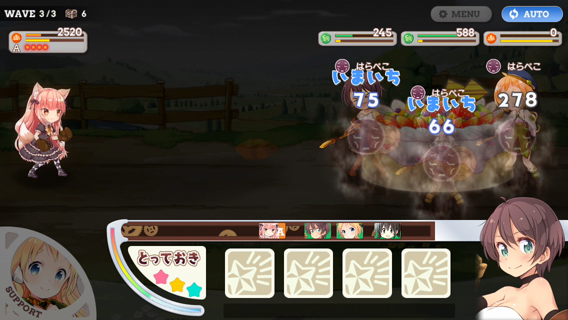 WAVE 3/3 6
MENU
AUTO
2520
A
245
588
0
はらぺこ
いまいち
75
はらぺこ
いまいち
66
はらぺこ
278
A
とっておき
SUPPORT